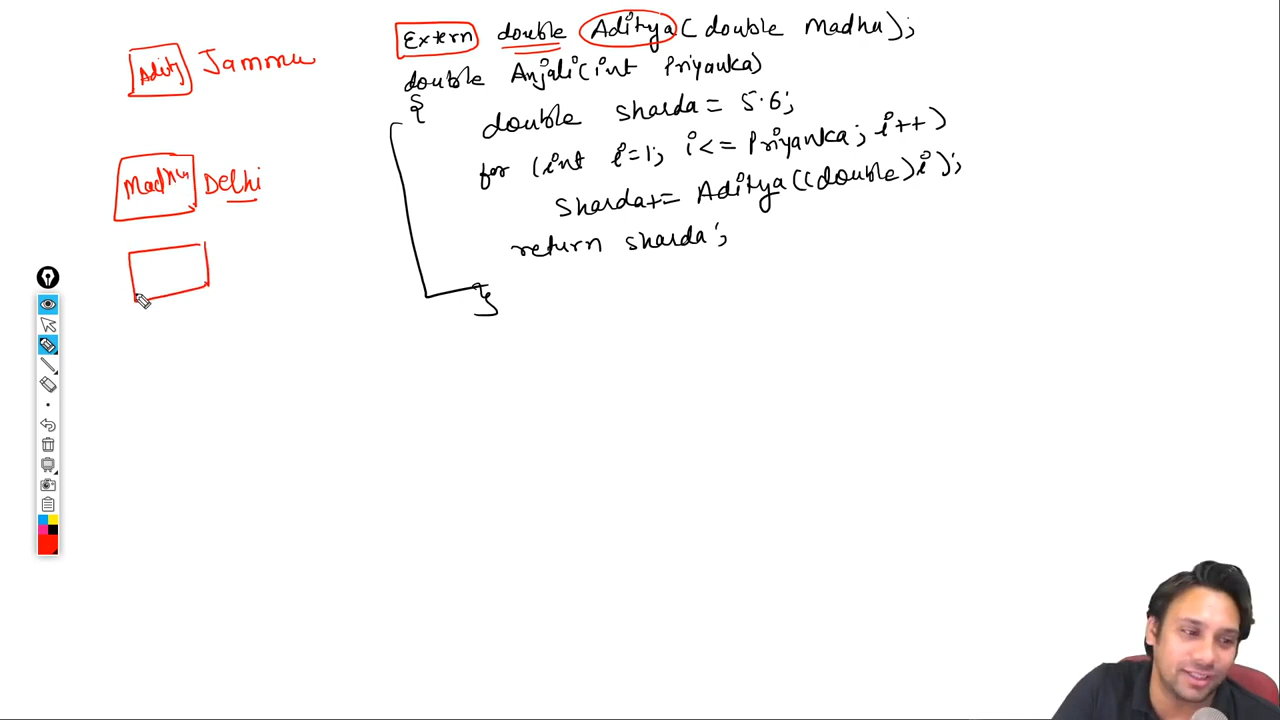 Extern double Aditya(double Madhu);
double Anjali(int Priyanka)
{
double sharda = 5.6;
for (int i=1; i<= Priyanka; i++)
Sharda+= Aditya((double)i);
return sharda;
}
Adity Jammu
Madhu Delhi